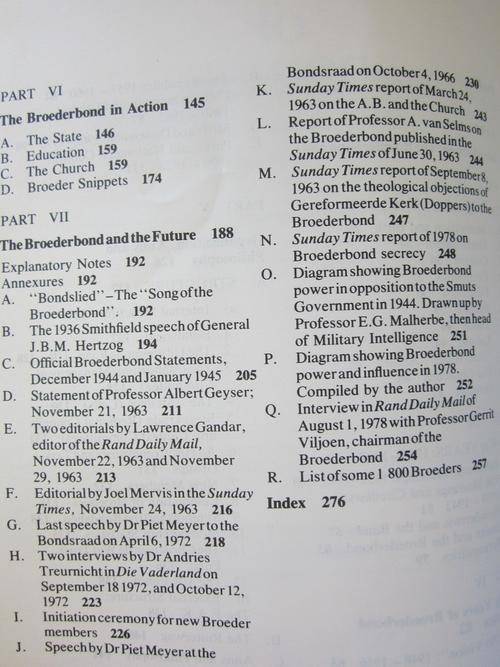 PART VI
The Broederbond in Action 145
A. The State 146
B. Education 159
C. The Church 159
D. Broeder Snippets 174
PART VII
The Broederbond and the Future 188
Explanatory Notes 192
Annexures 192
A. "Bondslied" – The "Song of the
Broederbond". 192
B. The 1936 Smithfield speech of General
J.B.M. Hertzog 194
C. Official Broederbond Statements,
December 1944 and January 1945 205
D. Statement of Professor Albert Geyser;
November 21, 1963 211
E. Two editorials by Lawrence Gandar,
editor of the Rand Daily Mail,
November 22, 1963 and November
29, 1963 213
F. Editorial by Joel Mervis in the Sunday
Times, November 24, 1963 216
G. Last speech by Dr Piet Meyer to the
Bondsraad on April 6, 1972 218
H. Two interviews by Dr Andries
Treurnicht in Die Vaderland on
September 18 1972, and October 12,
1972 223
I. Initiation ceremony for new Broeder
members 226
J. Speech by Dr Piet Meyer at the
Bondsraad on October 4, 1966 230
K. Sunday Times report of March 24,
1963 on the A.B. and the Church 243
L. Report of Professor A. van Selms on
the Broederbond published in the
Sunday Times of June 30, 1963 244
M. Sunday Times report of September 8,
1963 on the theological objections of
Gereformeerde Kerk (Doppers) to the
Broederbond 247
N. Sunday Times report of 1978 on
Broederbond secrecy 248
O. Diagram showing Broederbond
power in opposition to the Smuts
Government in 1944. Drawn up by
Professor E.G. Malherbe, then head
of Military Intelligence 251
P. Diagram showing Broederbond
power and influence in 1978.
Compiled by the author 252
Q. Interview in Rand Daily Mail of
August 1, 1978 with Professor Gerrit
Viljoen, chairman of the
Broederbond 254
R. List of some 1 800 Broeders 257
Index 276